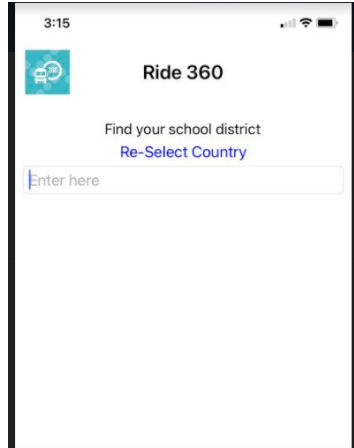 3:15
Ride 360
Find your school district
Re-Select Country
Enter here